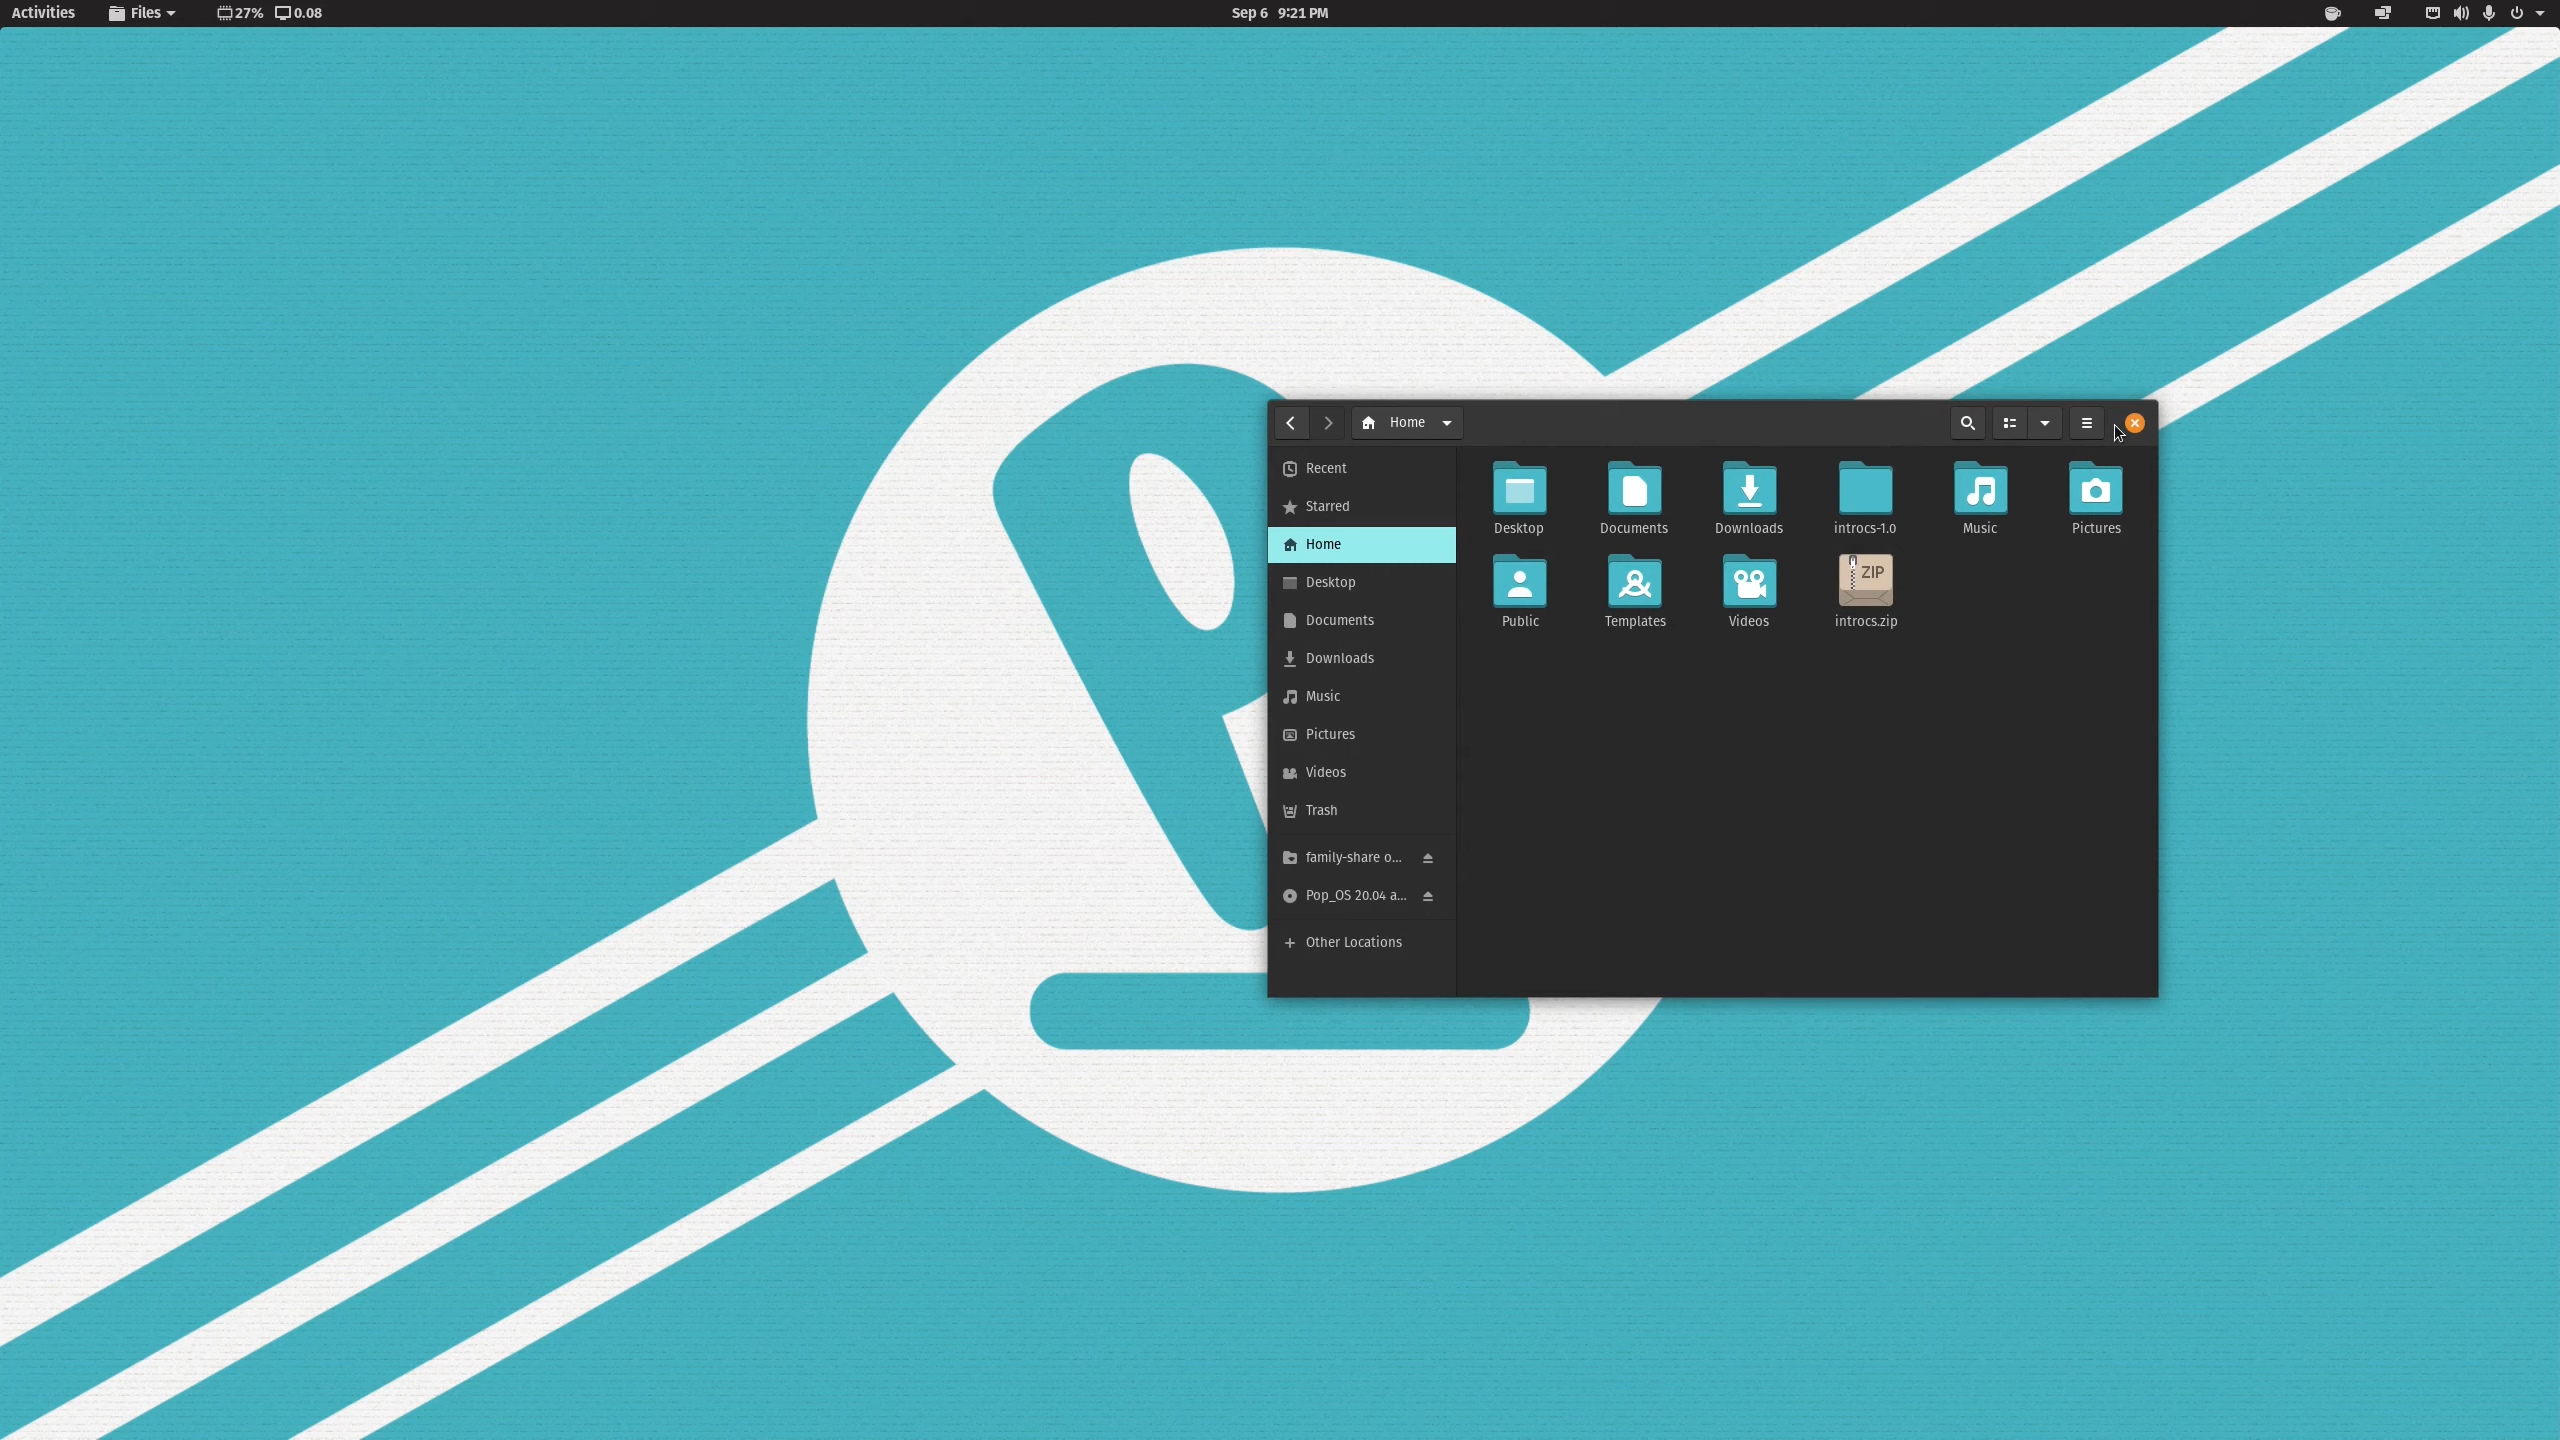 Activities Files 27% 0.08 Sep 6 9:21 PM
Home
Recent
Starred
Home
Desktop
Documents
Downloads
Music
Pictures
Videos
Trash
family-share o...
Pop_OS 20.04 a...
Other Locations
Desktop Documents Downloads introcs-1.0 Music Pictures
ZIP
Public Templates Videos introcs.zip